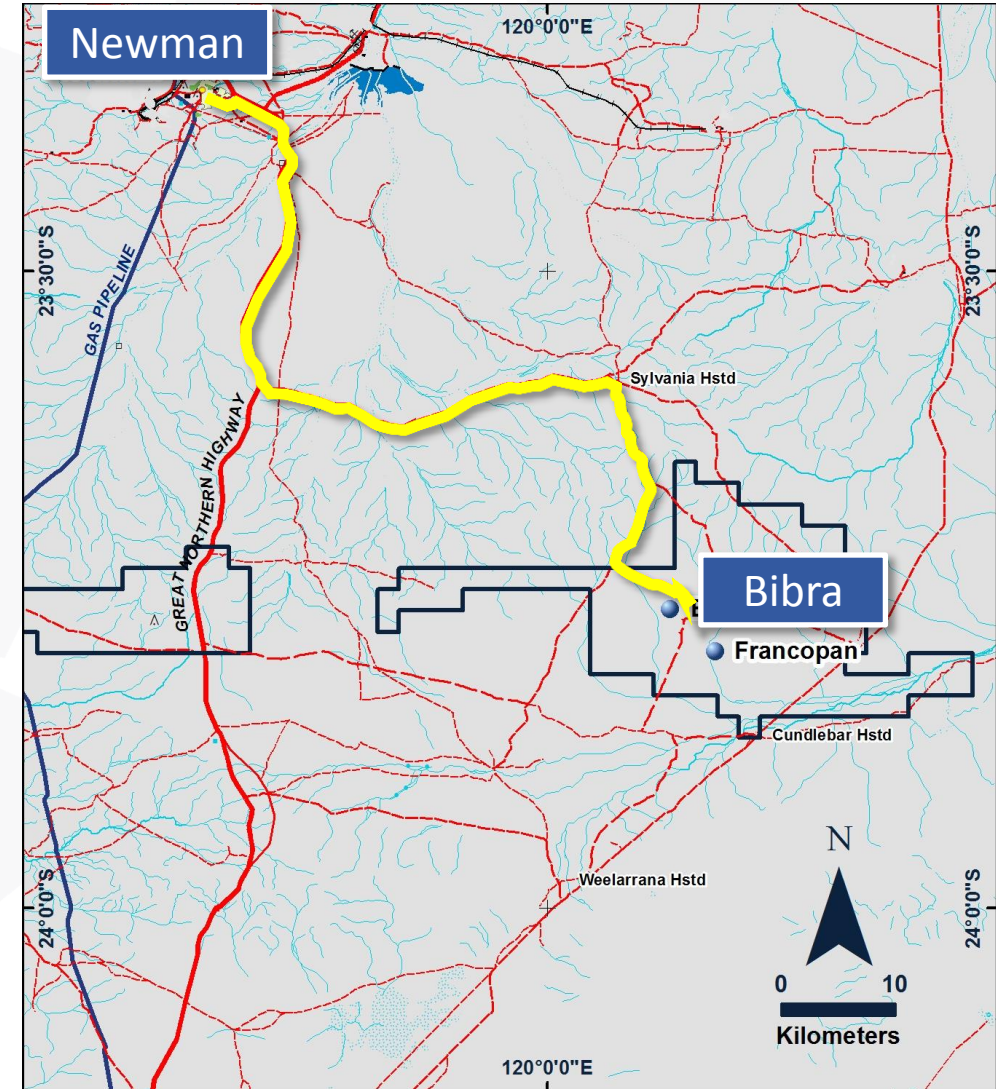 120°0'0"E
Newman
23°30'0"S
23°30'0"S
GAS PIPELINE
Sylvania Hstd
GREAT NORTHERN HIGHWAY
Bibra
Francopan
Cundlebar Hstd
N
Weelarrana Hstd
24°0'0"S
24°0'0"S
0 10
Kilometers
120°0'0"E